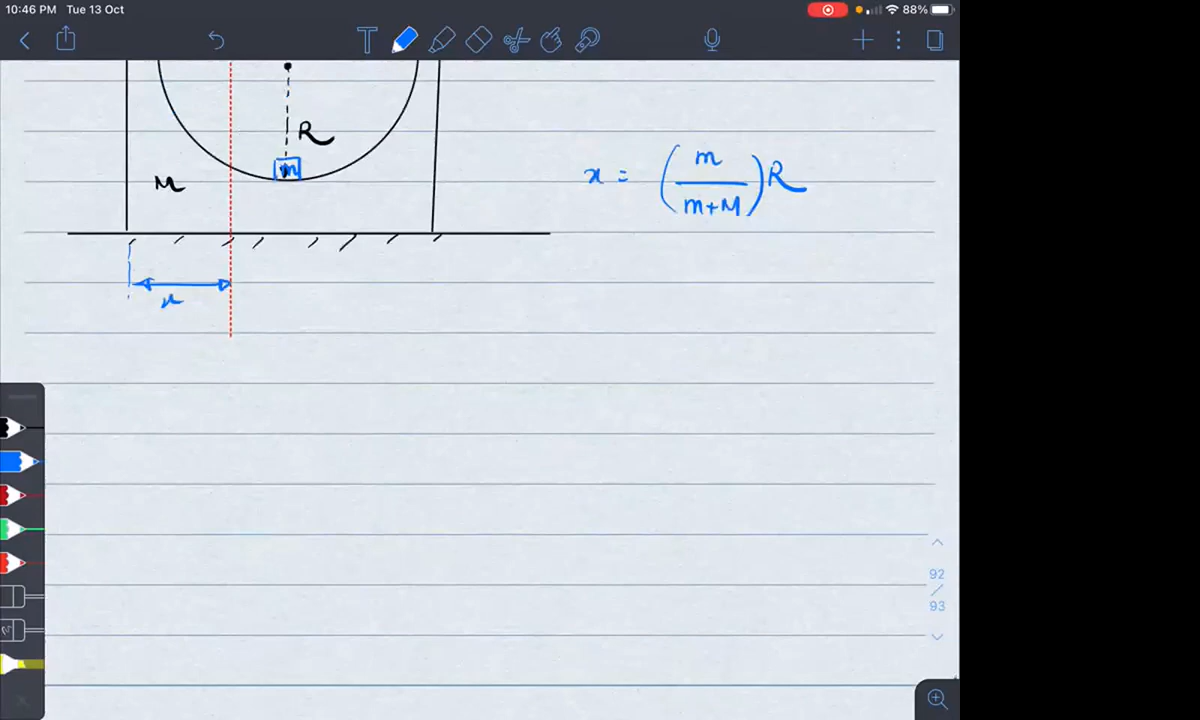 10:46 PM Tue 13 Oct
88%
T
R
m
M
x = (m/(m+M))R
x
92
/
93